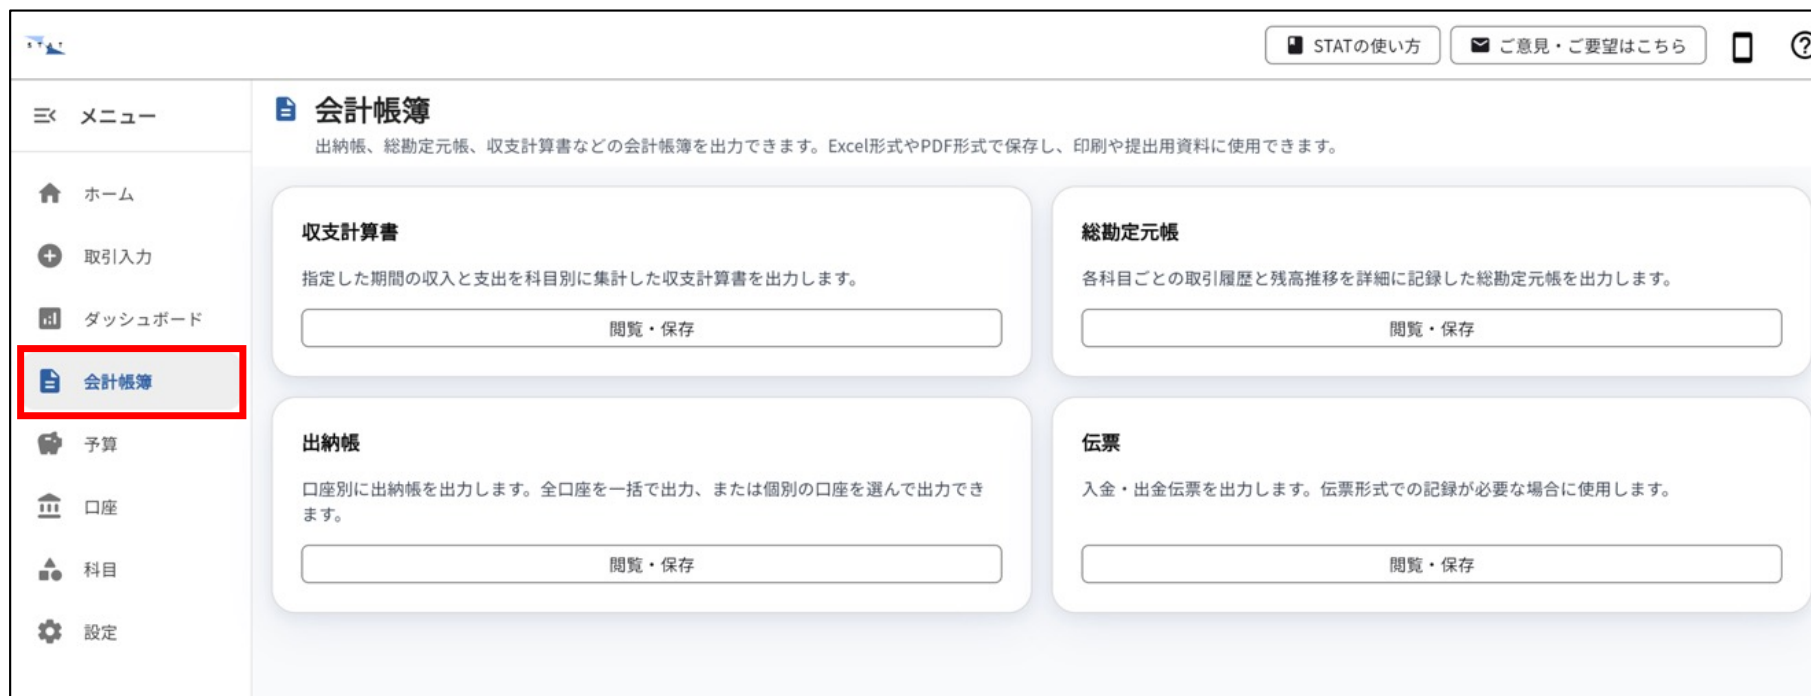 STAT
STATの使い方
ご意見・ご要望はこちら
メニュー
ホーム
取引入力
ダッシュボード
会計帳簿
予算
口座
科目
設定
会計帳簿
出納帳、総勘定元帳、収支計算書などの会計帳簿を出力できます。Excel形式やPDF形式で保存し、印刷や提出用資料に使用できます。
収支計算書
指定した期間の収入と支出を科目別に集計した収支計算書を出力します。
閲覧・保存
総勘定元帳
各科目ごとの取引履歴と残高推移を詳細に記録した総勘定元帳を出力します。
閲覧・保存
出納帳
口座別に出納帳を出力します。全口座を一括で出力、または個別の口座を選んで出力でき
ます。
閲覧・保存
伝票
入金・出金伝票を出力します。伝票形式での記録が必要な場合に使用します。
閲覧・保存